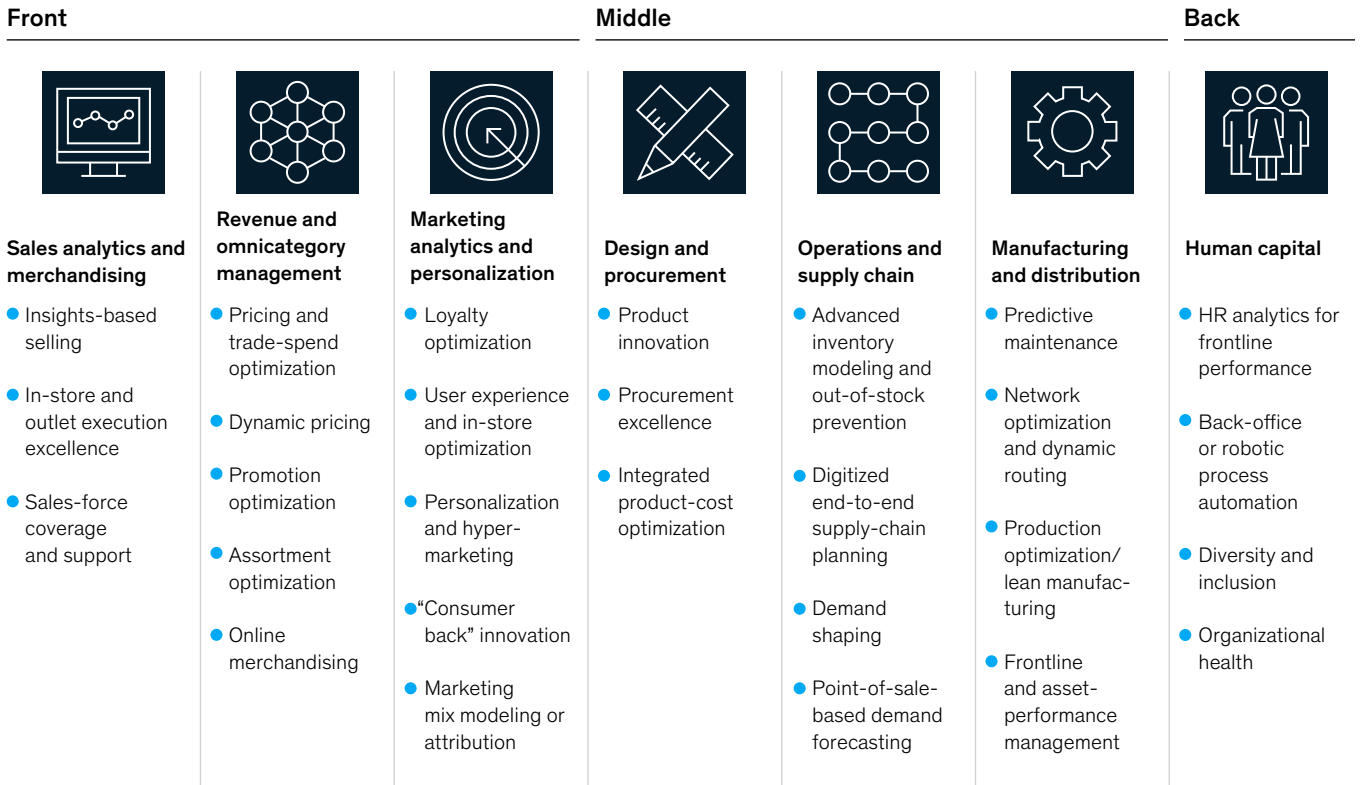 Front
Middle
Back
Sales analytics and
merchandising
Insights-based
selling
In-store and
outlet execution
excellence
Sales-force
coverage
and support
Revenue and
omnicategory
management
Pricing and
trade-spend
optimization
Dynamic pricing
Promotion
optimization
Assortment
optimization
Online
merchandising
Marketing
analytics and
personalization
Loyalty
optimization
User experience
and in-store
optimization
Personalization
and hyper-
marketing
“Consumer
back” innovation
Marketing
mix modeling or
attribution
Design and
procurement
Product
innovation
Procurement
excellence
Integrated
product-cost
optimization
Operations and
supply chain
Advanced
inventory
modeling and
out-of-stock
prevention
Digitized
end-to-end
supply-chain
planning
Demand
shaping
Point-of-sale-
based demand
forecasting
Manufacturing
and distribution
Predictive
maintenance
Network
optimization
and dynamic
routing
Production
optimization/
lean manufac-
turing
Frontline
and asset-
performance
management
Human capital
HR analytics for
frontline
performance
Back-office
or robotic
process
automation
Diversity and
inclusion
Organizational
health